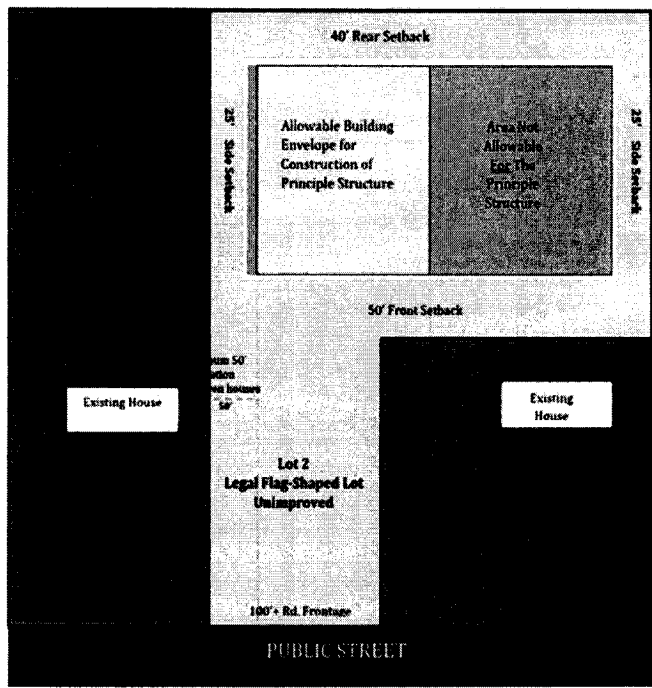 40' Rear Setback
25' Side Setback
Allowable Building
Envelope for
Construction of
Principle Structure
Area Not
Allowable
For The
Principle
Structure
25' Side Setback
50' Front Setback
50'
houses
50'
Existing House
Existing
House
Lot 2
Legal Flag-Shaped Lot
Unimproved
100'+ Rd. Frontage
PUBLIC STREET